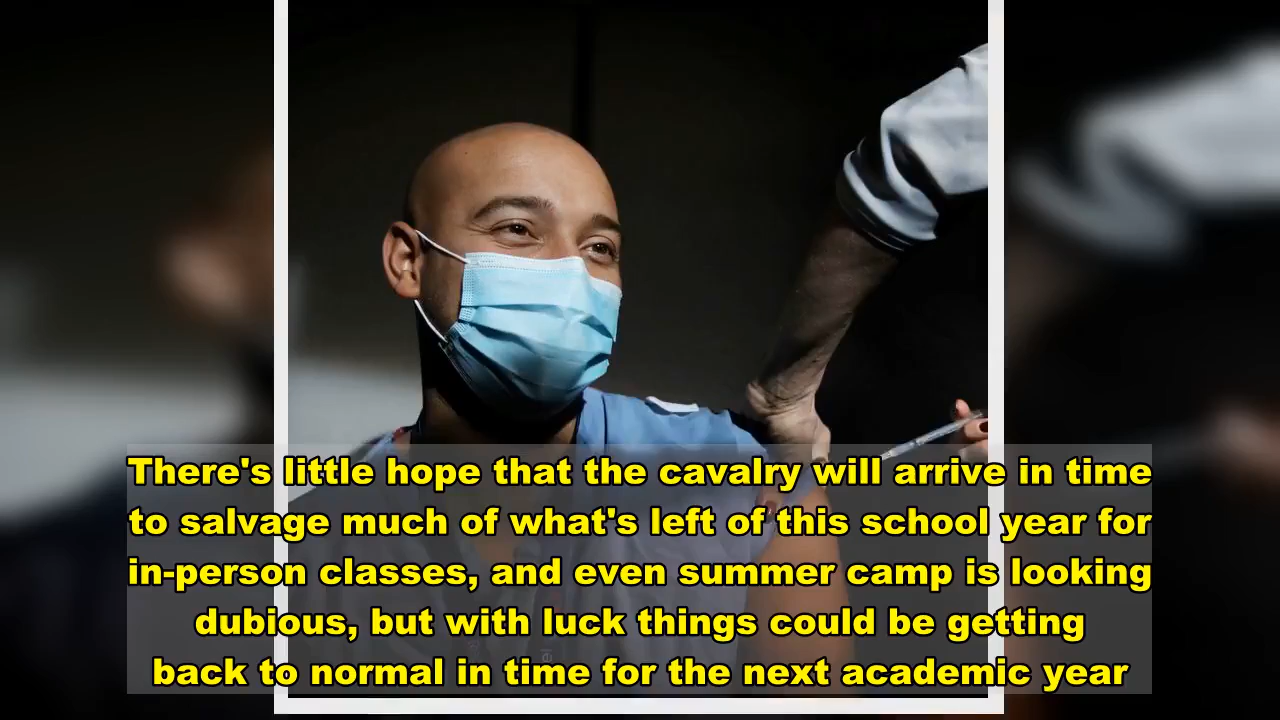 There's little hope that the cavalry will arrive in time
to salvage much of what's left of this school year for
in-person classes, and even summer camp is looking
dubious, but with luck things could be getting
back to normal in time for the next academic year